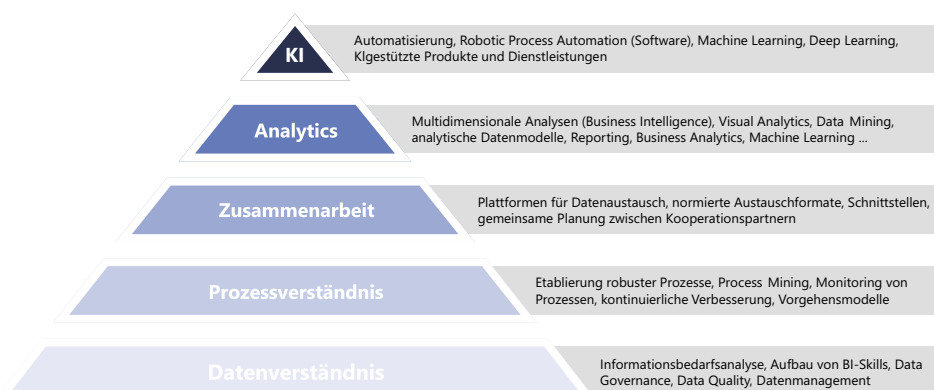 KI
Automatisierung, Robotic Process Automation (Software), Machine Learning, Deep Learning,
KIgestützte Produkte und Dienstleistungen
Analytics
Multidimensionale Analysen (Business Intelligence), Visual Analytics, Data Mining,
analytische Datenmodelle, Reporting, Business Analytics, Machine Learning ...
Zusammenarbeit
Plattformen für Datenaustausch, normierte Austauschformate, Schnittstellen,
gemeinsame Planung zwischen Kooperationspartnern
Prozessverständnis
Etablierung robuster Prozesse, Process Mining, Monitoring von
Prozessen, kontinuierliche Verbesserung, Vorgehensmodelle
Datenverständnis
Informationsbedarfsanalyse, Aufbau von BI-Skills, Data
Governance, Data Quality, Datenmanagement